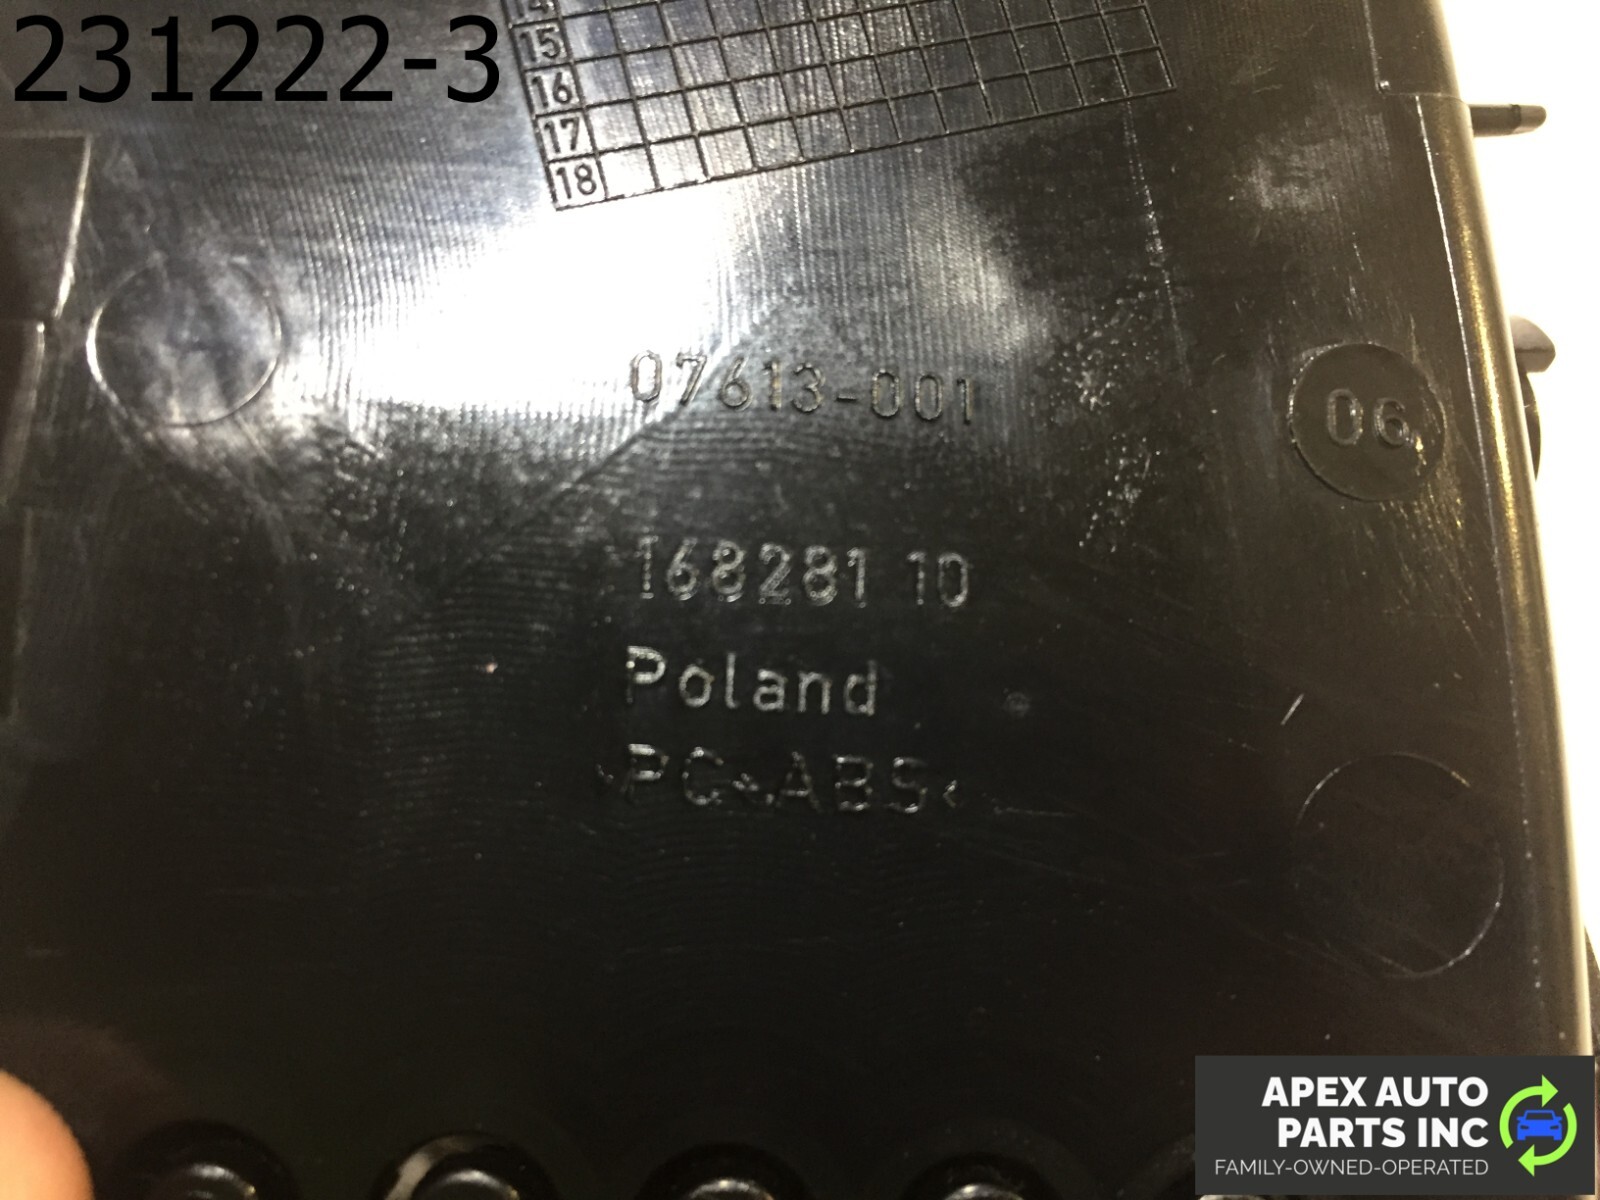 231222-3
14
15
16
17
18
07613-001
06
168281 10
Poland
>PC+ABS<
APEX AUTO
PARTS INC
FAMILY-OWNED-OPERATED